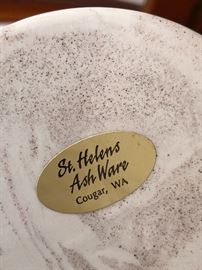 St. Helens
Ash Ware
Cougar, WA